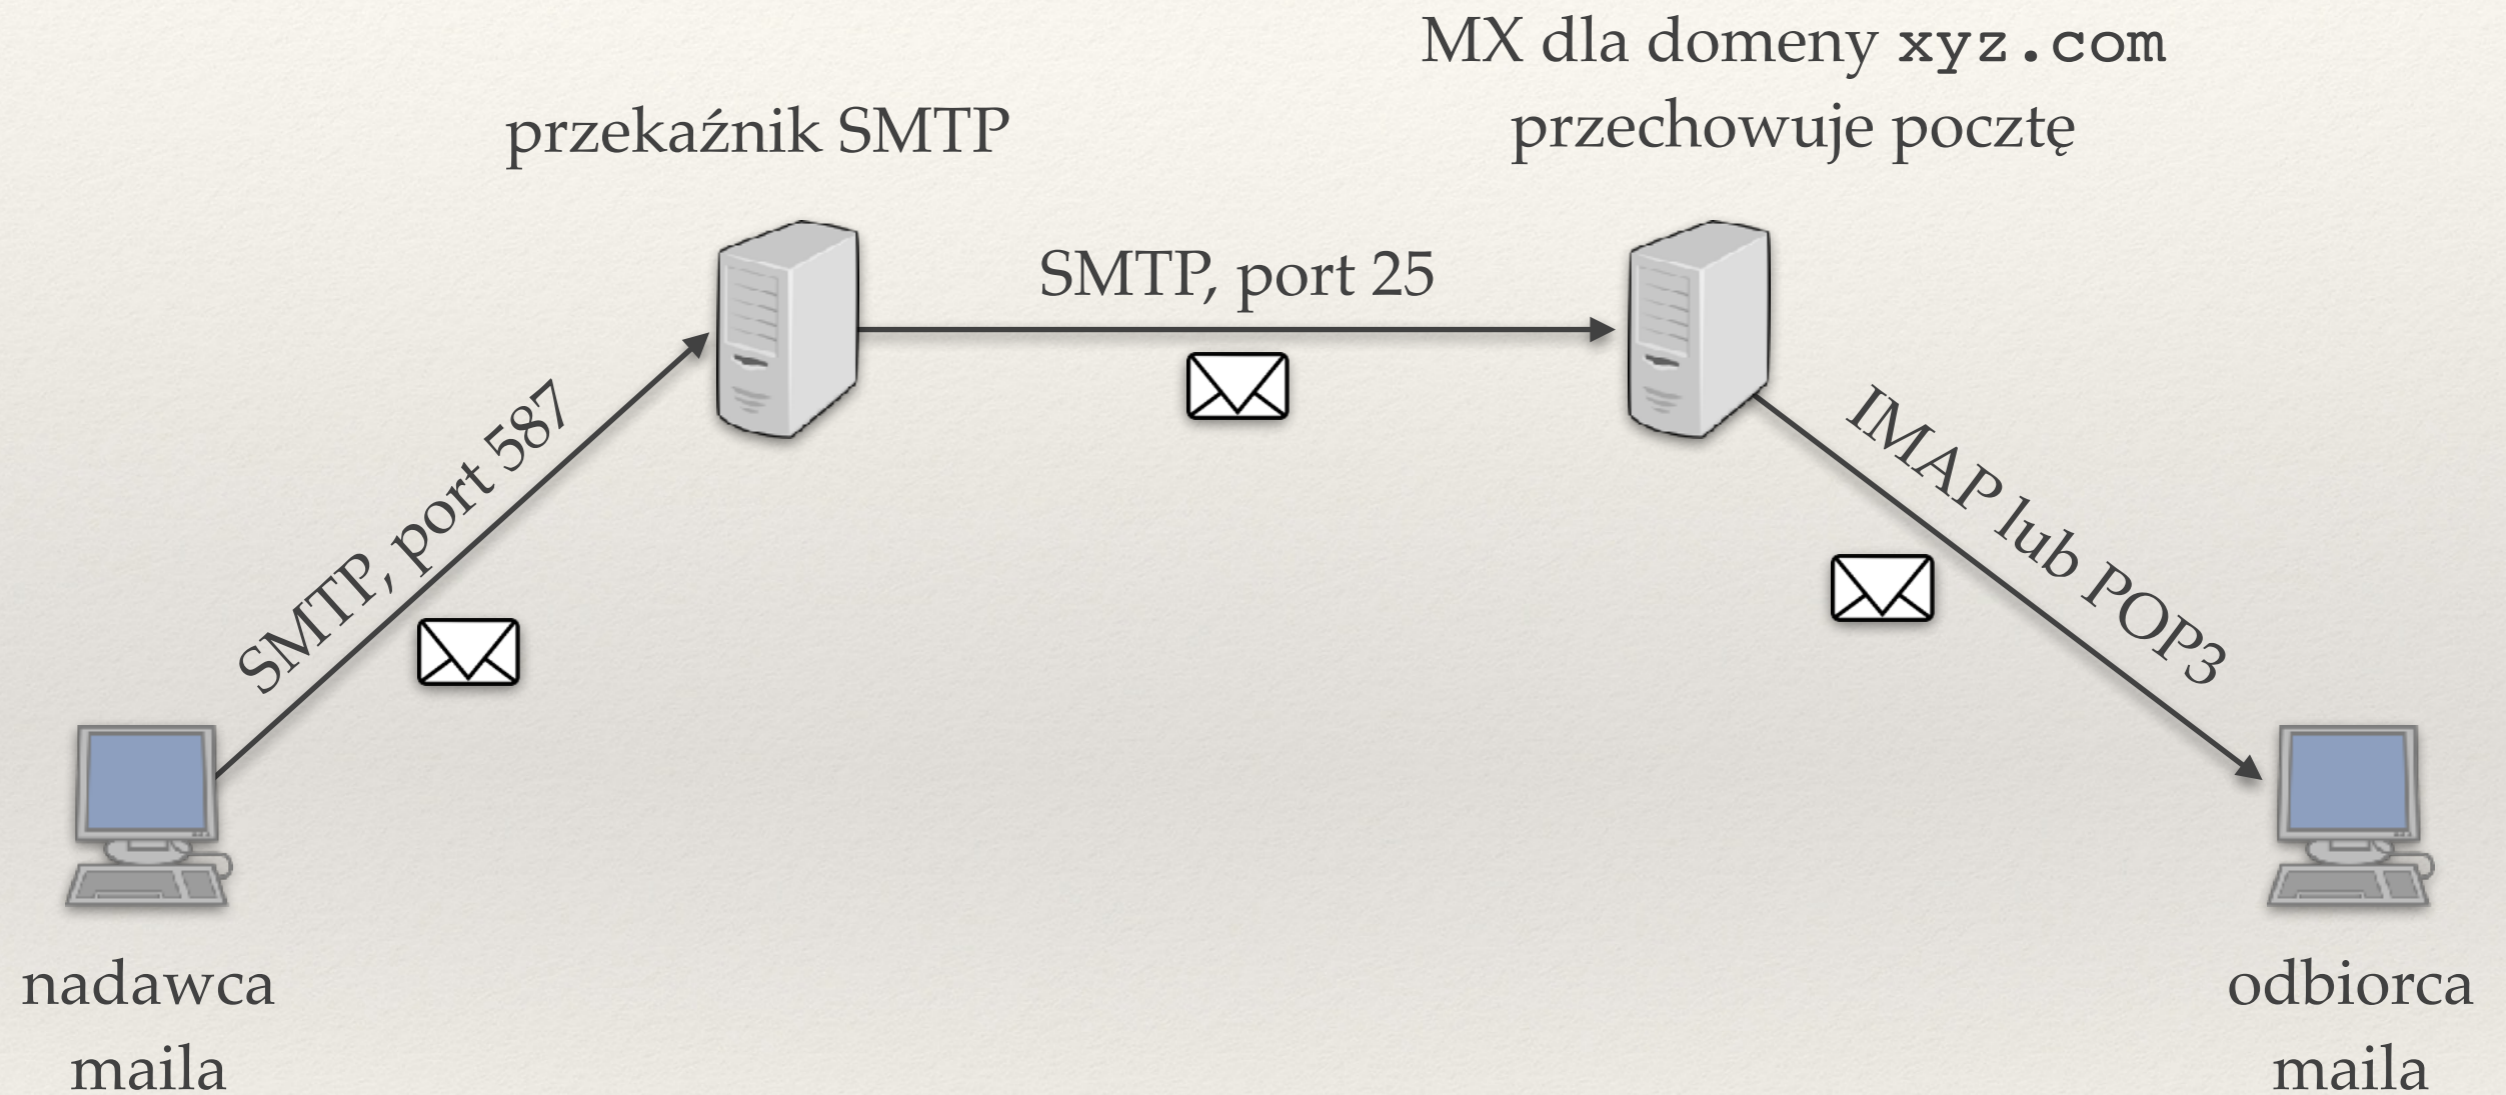 MX dla domeny xyz.com
przechowuje pocztę
przekaźnik SMTP
SMTP, port 25
SMTP, port 587
IMAP lub POP3
nadawca
maila
odbiorca
maila